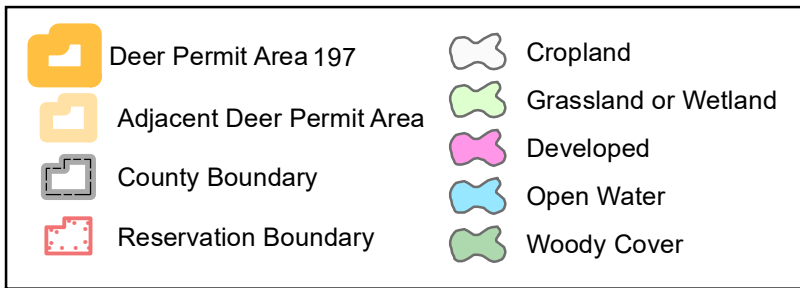 Deer Permit Area 197
Adjacent Deer Permit Area
County Boundary
Reservation Boundary
Cropland
Grassland or Wetland
Developed
Open Water
Woody Cover